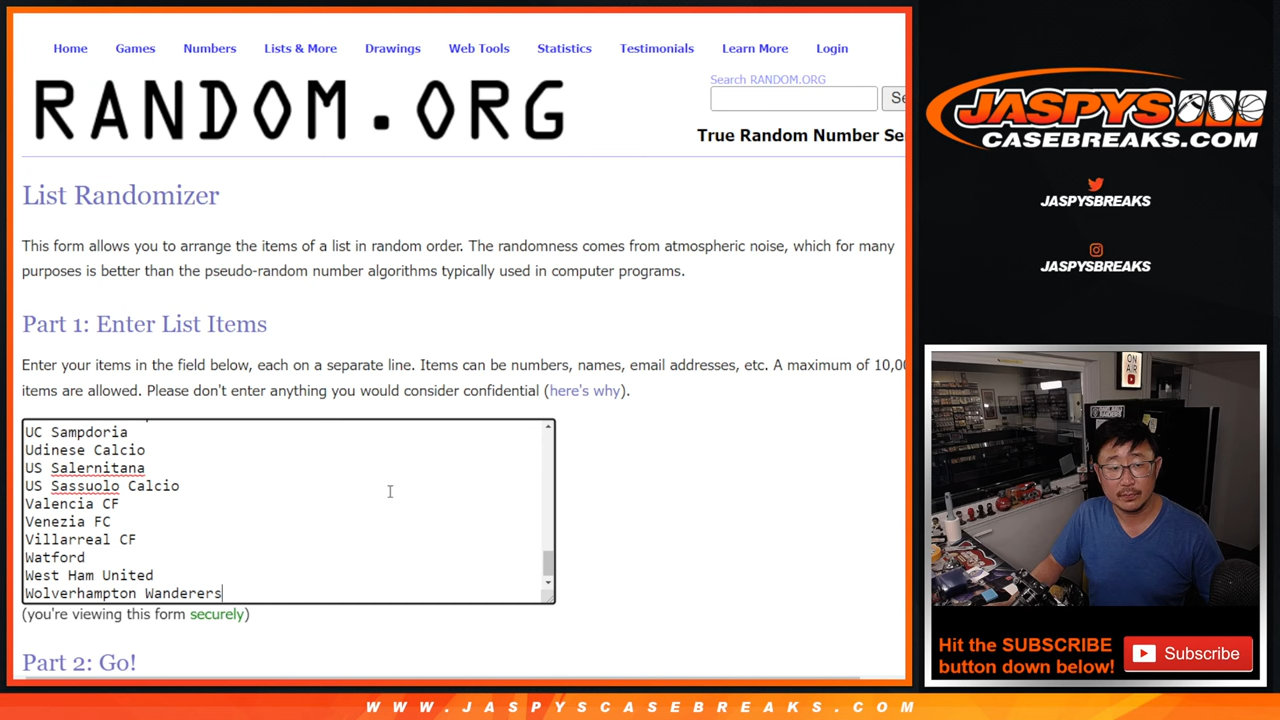 Home Games Numbers Lists & More Drawings Web Tools Statistics Testimonials Learn More Login
Search RANDOM.ORG
RANDOM.ORG
Se
True Random Number Se
List Randomizer
This form allows you to arrange the items of a list in random order. The randomness comes from atmospheric noise, which for many
purposes is better than the pseudo-random number algorithms typically used in computer programs.
Part 1: Enter List Items
Enter your items in the field below, each on a separate line. Items can be numbers, names, email addresses, etc. A maximum of 10,00
items are allowed. Please don't enter anything you would consider confidential (here's why).
UC Sampdoria
Udinese Calcio
US Salernitana
US Sassuolo Calcio
Valencia CF
Venezia FC
Villarreal CF
Watford
West Ham United
Wolverhampton Wanderers
(you're viewing this form securely)
Part 2: Go!
JASPYS
CASEBREAKS.COM
JASPYSBREAKS
JASPYSBREAKS
ON
AIR
Hit the SUBSCRIBE
button down below!
Subscribe
WWW.JASPYSCASEBREAKS.COM